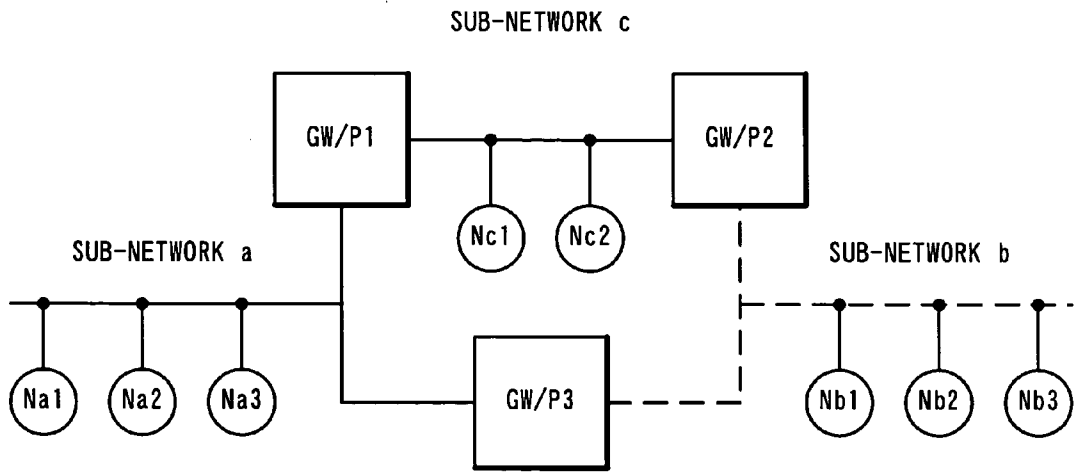 SUB-NETWORK c
GW/P1
GW/P2
Nc1
Nc2
SUB-NETWORK a
SUB-NETWORK b
Na1
Na2
Na3
GW/P3
Nb1
Nb2
Nb3